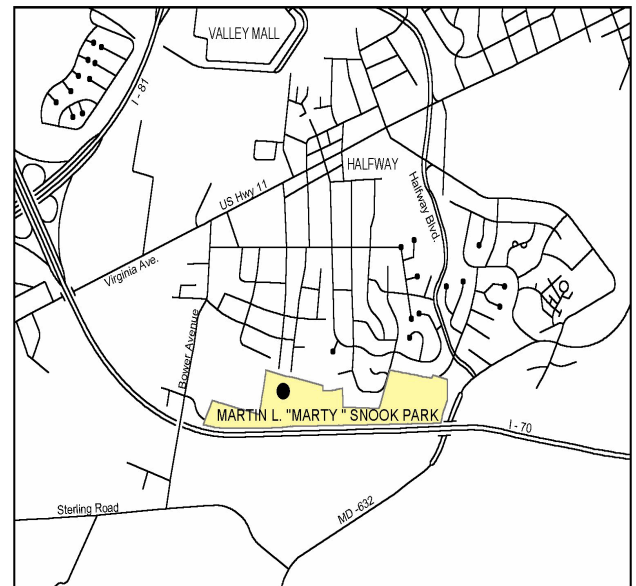 VALLEY MALL
I - 81
HALFWAY
US Hwy 11
Halfway Blvd.
Virginia Ave.
Bower Avenue
MARTIN L. "MARTY " SNOOK PARK
I - 70
Sterling Road
MD -632